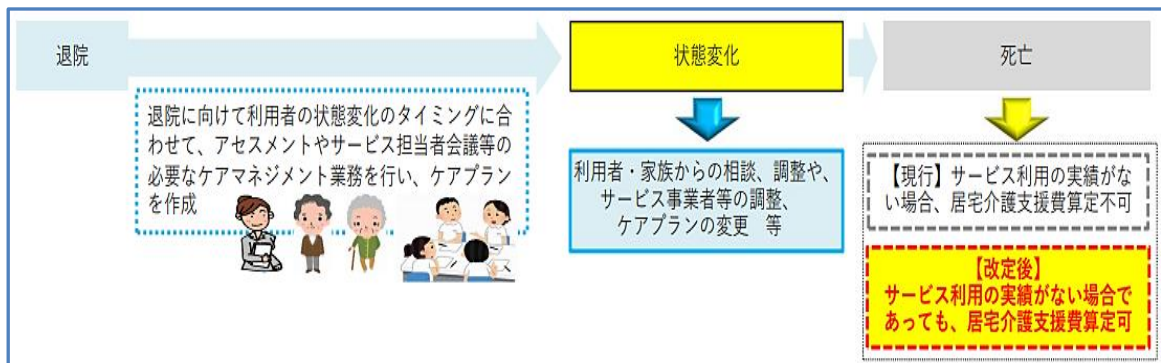 退院
退院に向けて利用者の状態変化のタイミングに合
わせて、アセスメントやサービス担当者会議等の
必要なケアマネジメント業務を行い、ケアプラン
を作成
状態変化
利用者・家族からの相談、調整や、
サービス事業者等の調整、
ケアプランの変更　等
死亡
【現行】サービス利用の実績がな
い場合、居宅介護支援費算定不可
【改定後】
サービス利用の実績がない場合で
あっても、居宅介護支援費算定可